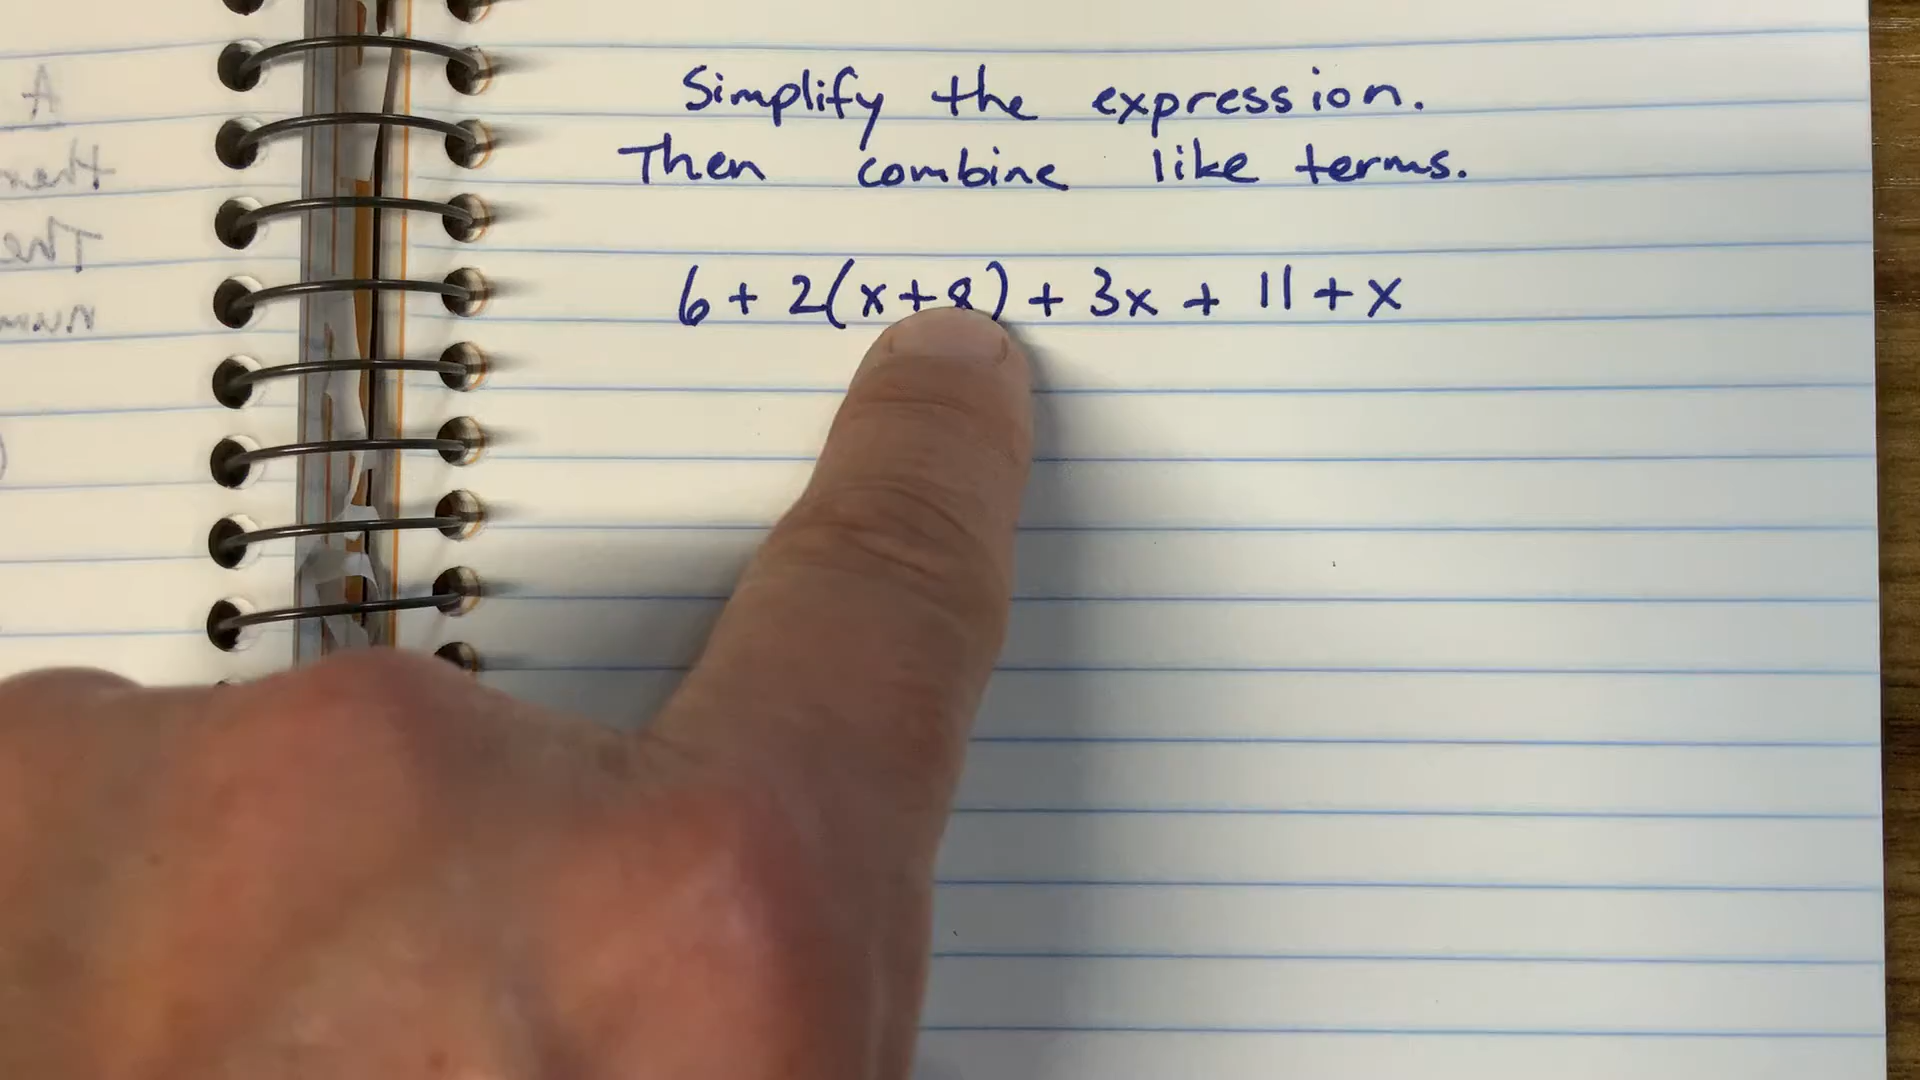 Simplify the expression.
Then combine like terms.
6 + 2(x+8) + 3x + 11 + x